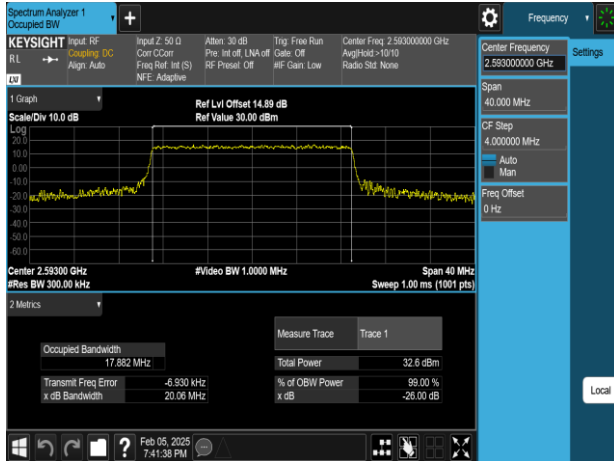 Spectrum Analyzer 1
Occupied BW
Frequency
KEYSIGHT
RL
LXI
Input: RF
Coupling: DC
Align: Auto
Input Z: 50 Ω
Corr CCorr
Freq Ref: Int (S)
NFE: Adaptive
Atten: 30 dB
Pre: Int off, LNA off
RF Preset: Off
Trig: Free Run
Gate: Off
#IF Gain: Low
Center Freq: 2.593000000 GHz
Avg|Hold:>10/10
Radio Std: None
Center Frequency
2.593000000 GHz
Settings
Span
40.000 MHz
CF Step
4.000000 MHz
Auto
Man
Freq Offset
0 Hz
Local
1 Graph
Scale/Div 10.0 dB
Ref Lvl Offset 14.89 dB
Ref Value 30.00 dBm
Log
20.0
10.0
0.00
-10.0
-20.0
-30.0
-40.0
-50.0
-60.0
Center 2.59300 GHz
#Res BW 300.00 kHz
#Video BW 1.0000 MHz
Span 40 MHz
Sweep 1.00 ms (1001 pts)
2 Metrics
Measure Trace Trace 1
Occupied Bandwidth
17.882 MHz
Total Power 32.6 dBm
Transmit Freq Error -6.930 kHz
% of OBW Power 99.00 %
x dB Bandwidth 20.06 MHz
x dB -26.00 dB
Feb 05, 2025
7:41:38 PM